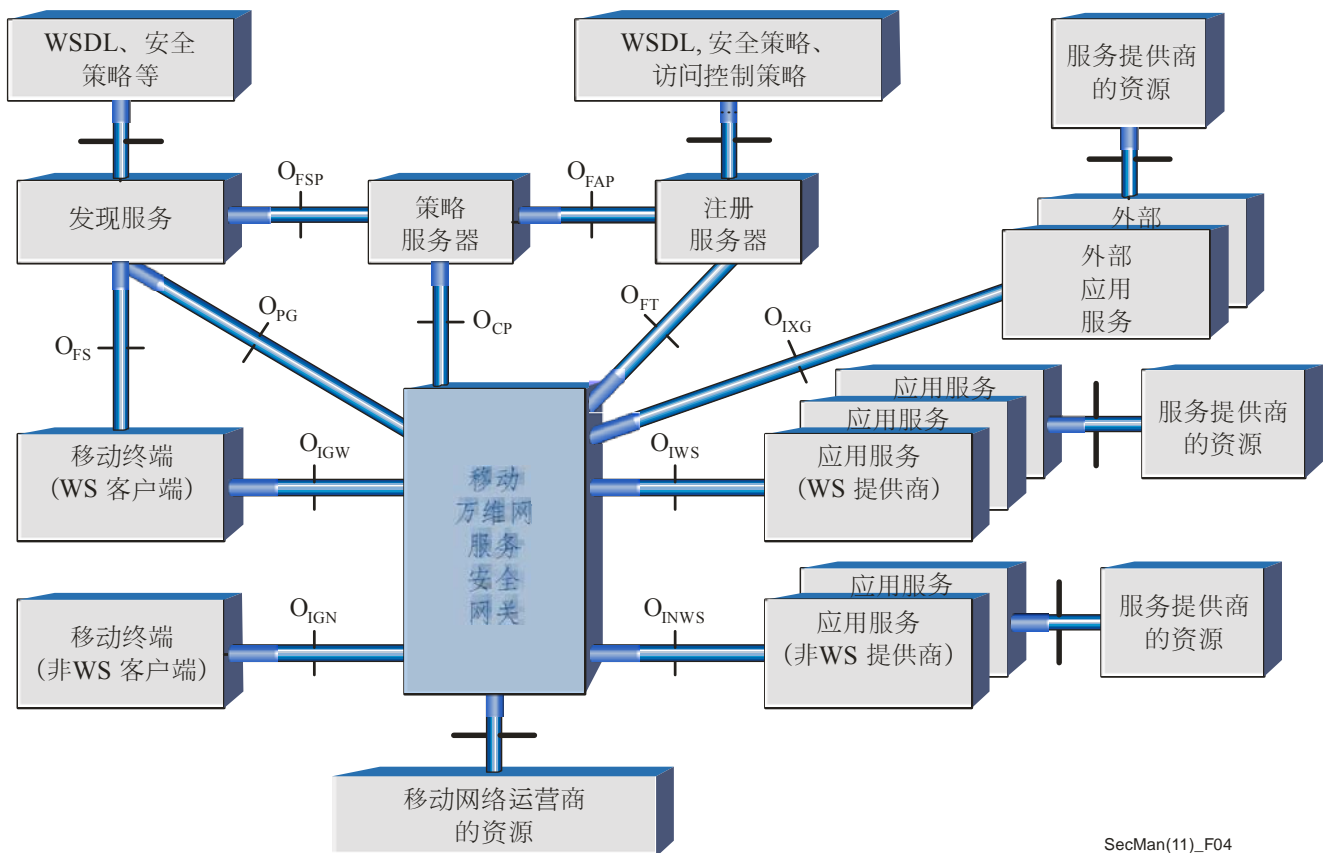 WSDL、安全
策略等
WSDL, 安全策略、
访问控制策略
服务提供商
的资源
发现服务
O_FSP
策略
服务器
O_FAP
注册
服务器
外部
外部
应用
服务
O_FS
O_PG
O_CP
O_FT
O_IXG
移动终端
（WS 客户端）
O_IGW
移动
万维网
服务
安全
网关
O_IWS
应用服务
应用服务
应用服务
（WS 提供商）
服务提供商
的资源
移动终端
（非WS 客户端）
O_IGN
O_INWS
应用服务
应用服务
（非WS 提供商）
服务提供商
的资源
移动网络运营商
的资源
SecMan(11)_F04